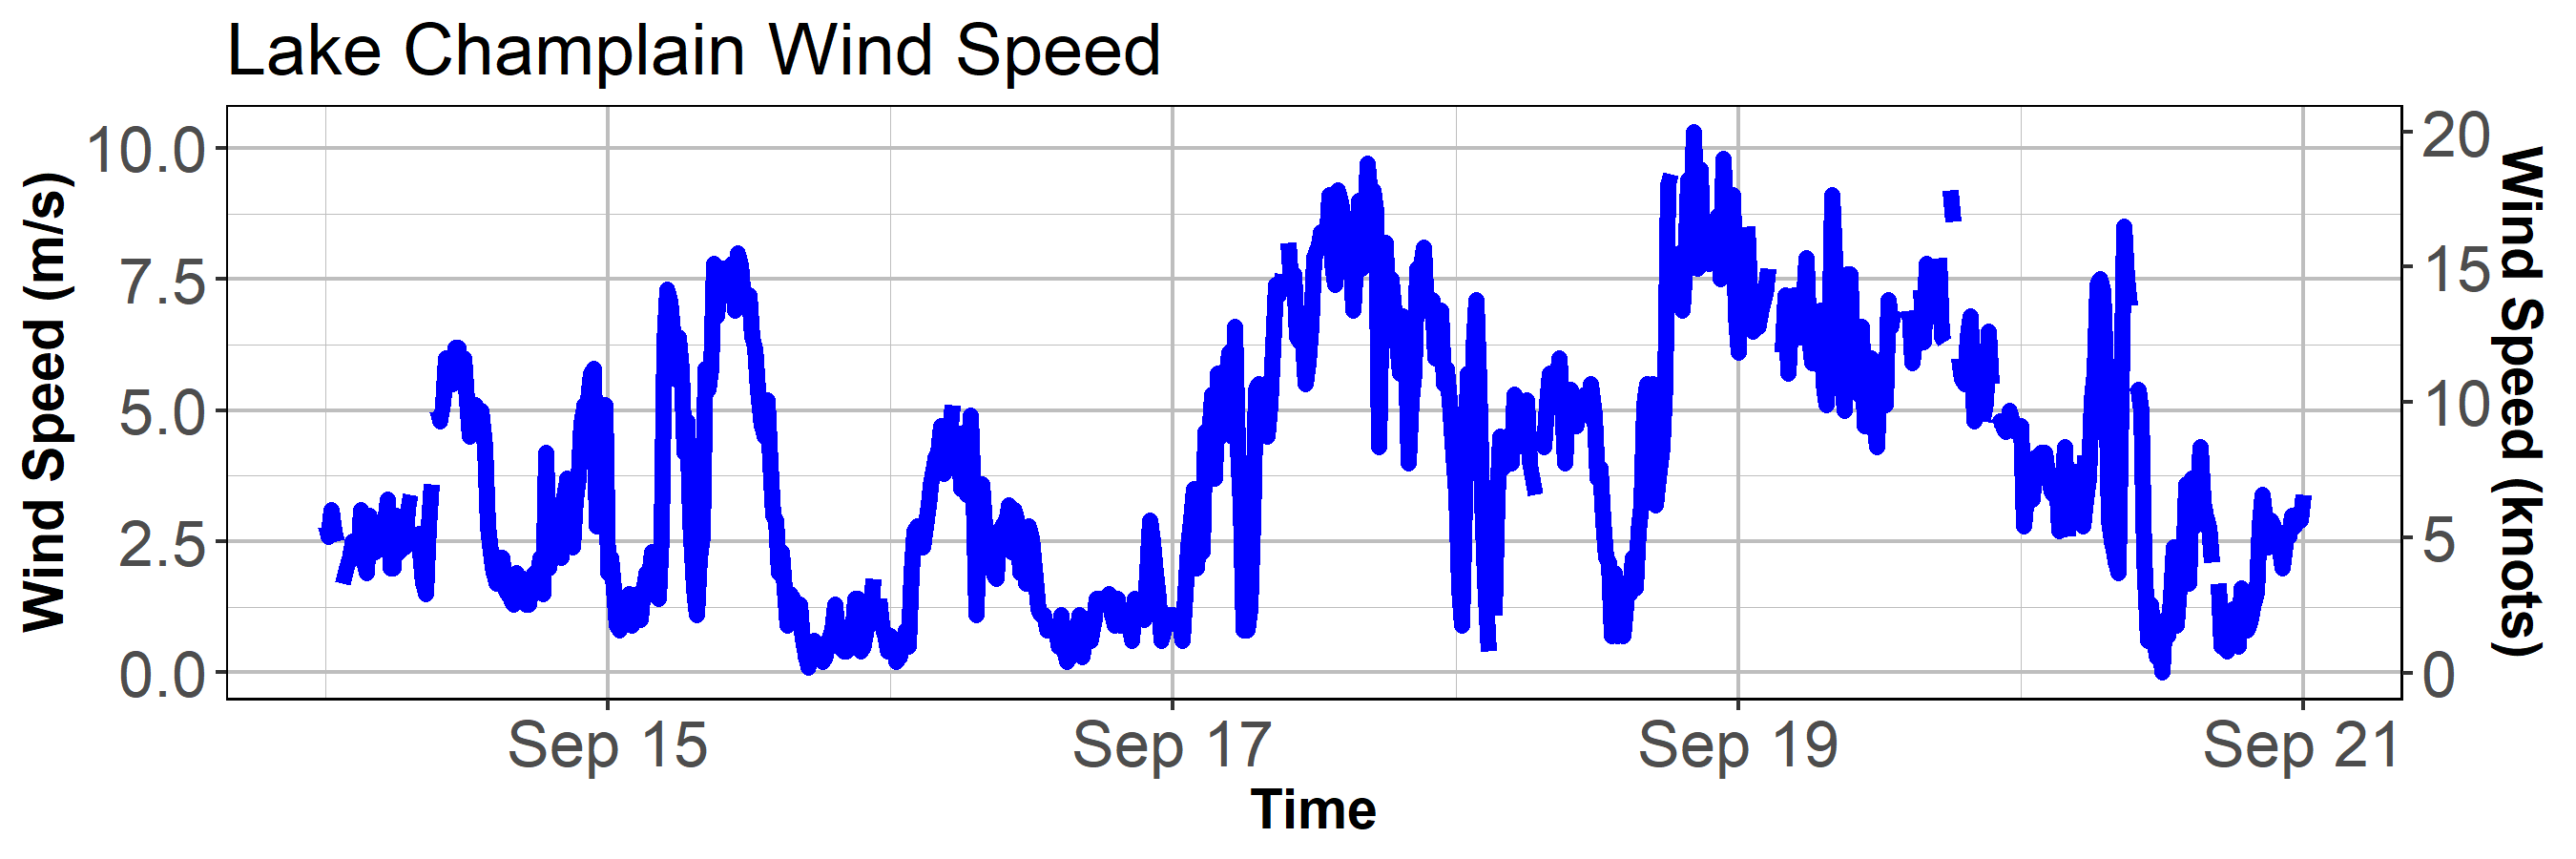 Lake Champlain Wind Speed
Wind Speed (m/s)
10.0
7.5
5.0
2.5
0.0
20
15
10
5
0
Wind Speed (knots)
Sep 15
Sep 17
Sep 19
Sep 21
Time